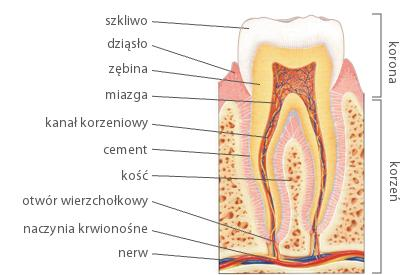 szkliwo
dziąsło
zębina
miazga
kanał korzeniowy
cement
kość
otwór wierzchołkowy
naczynia krwionośne
nerw
korona
korzeń